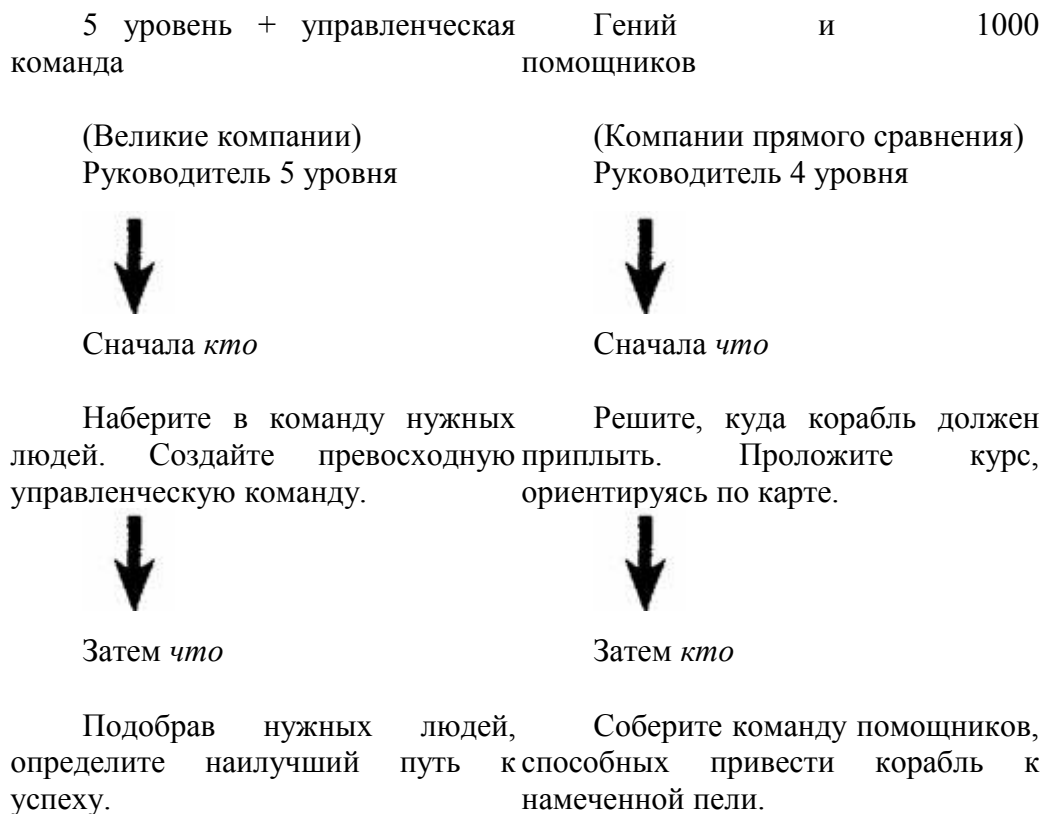 5 уровень + управленческая
команда
(Великие компании)
Руководитель 5 уровня
Сначала кто
Наберите в команду нужных
людей. Создайте превосходную
управленческую команду.
Затем что
Подобрав нужных людей,
определите наилучший путь к
успеху.
Гений и 1000
помощников
(Компании прямого сравнения)
Руководитель 4 уровня
Сначала что
Решите, куда корабль должен
приплыть. Проложите курс,
ориентируясь по карте.
Затем кто
Соберите команду помощников,
способных привести корабль к
намеченной пели.